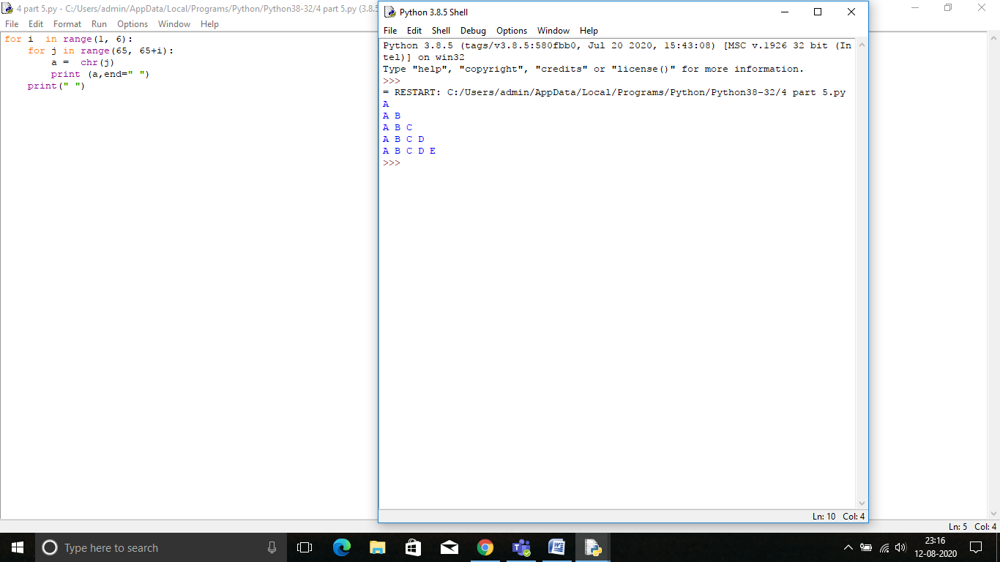 4 part 5.py - C:/Users/admin/AppData/Local/Programs/Python/Python38-32/4 part 5.py (3.8.5
File Edit Format Run Options Window Help
for i  in range(1, 6):
    for j in range(65, 65+i):
        a =  chr(j)
        print (a,end=" ")
    print(" ")
Ln: 5 Col: 4
Python 3.8.5 Shell
File Edit Shell Debug Options Window Help
Python 3.8.5 (tags/v3.8.5:580fbb0, Jul 20 2020, 15:43:08) [MSC v.1926 32 bit (In
tel)] on win32
Type "help", "copyright", "credits" or "license()" for more information.
>>>
= RESTART: C:/Users/admin/AppData/Local/Programs/Python/Python38-32/4 part 5.py
A
A B
A B C
A B C D
A B C D E
>>>
Ln: 10 Col: 4
Type here to search
23:16
12-08-2020